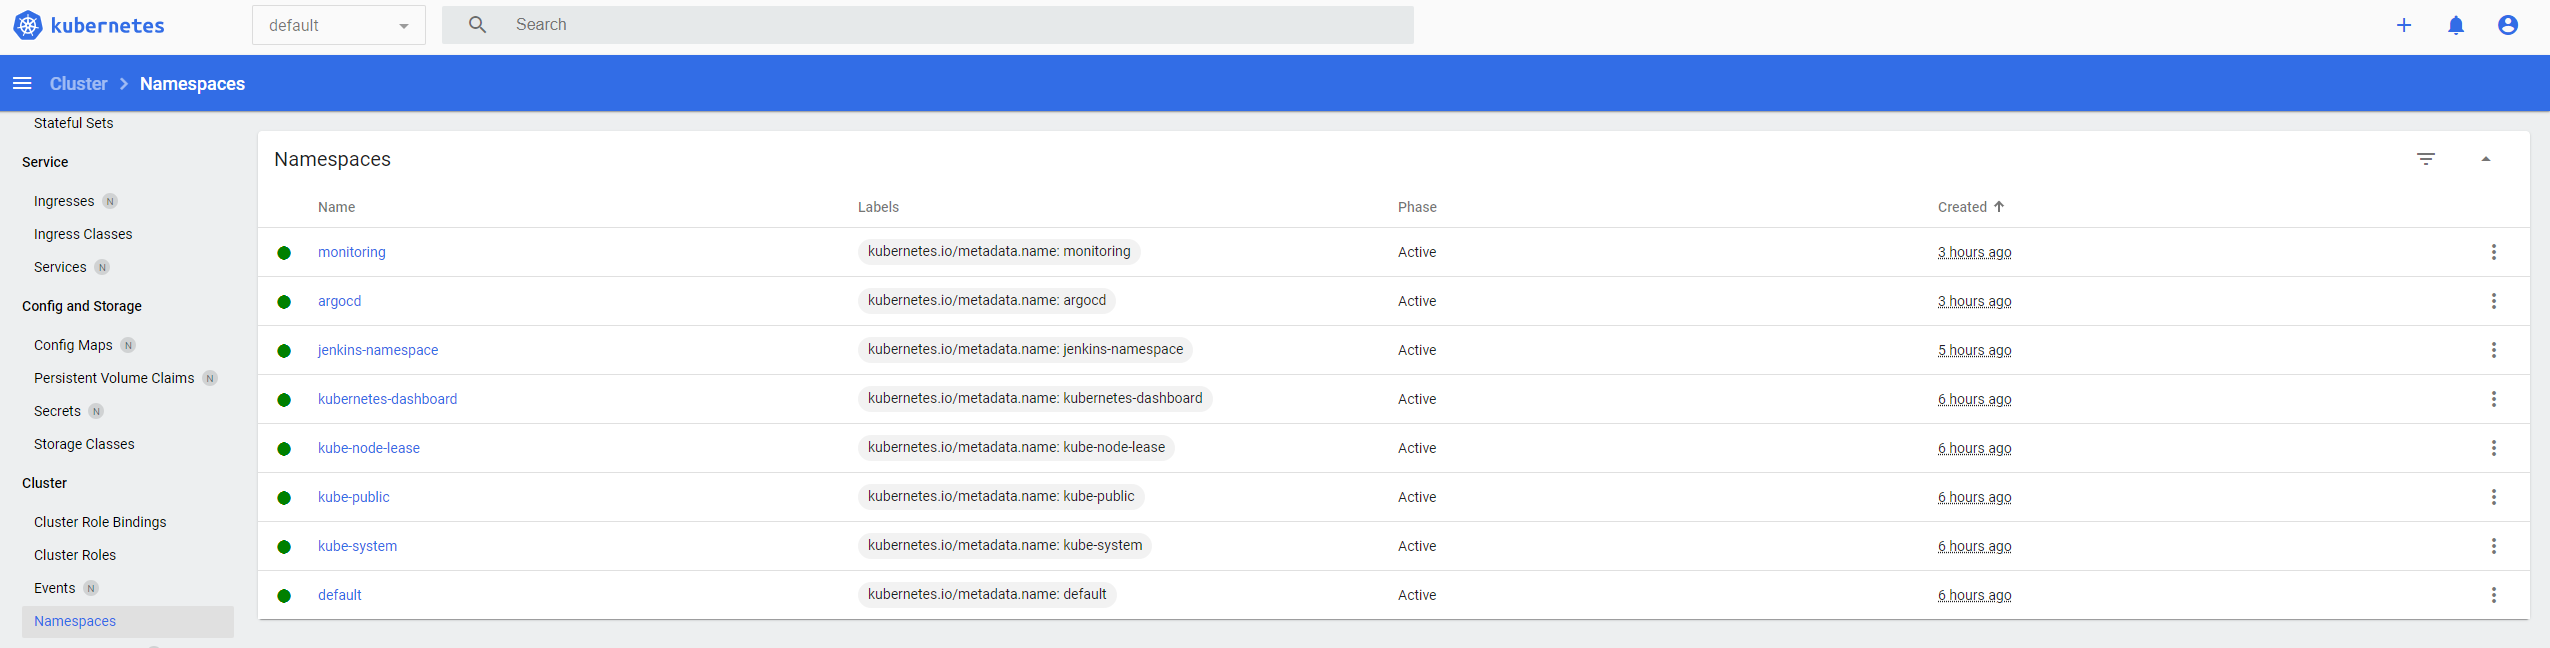 kubernetes
default
Search
Cluster > Namespaces
Stateful Sets
Service
Ingresses N
Ingress Classes
Services N
Config and Storage
Config Maps N
Persistent Volume Claims N
Secrets N
Storage Classes
Cluster
Cluster Role Bindings
Cluster Roles
Events N
Namespaces
Namespaces
Name Labels Phase Created
monitoring kubernetes.io/metadata.name: monitoring Active 3 hours ago
argocd kubernetes.io/metadata.name: argocd Active 3 hours ago
jenkins-namespace kubernetes.io/metadata.name: jenkins-namespace Active 5 hours ago
kubernetes-dashboard kubernetes.io/metadata.name: kubernetes-dashboard Active 6 hours ago
kube-node-lease kubernetes.io/metadata.name: kube-node-lease Active 6 hours ago
kube-public kubernetes.io/metadata.name: kube-public Active 6 hours ago
kube-system kubernetes.io/metadata.name: kube-system Active 6 hours ago
default kubernetes.io/metadata.name: default Active 6 hours ago